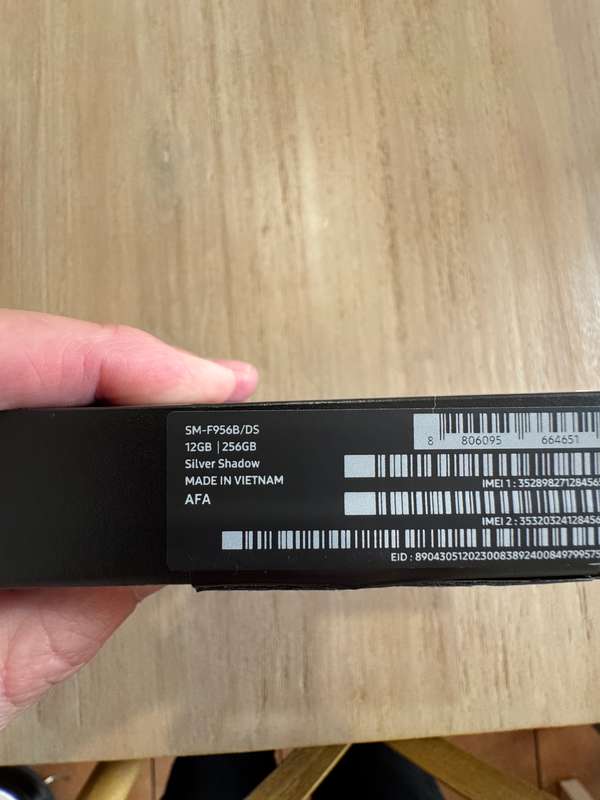 SM-F956B/DS
12GB | 256GB
Silver Shadow
MADE IN VIETNAM
AFA
8 806095 664651
IMEI 1 : 35289827128456
IMEI 2 : 35320324128456
EID : 8904305120230083892400849799575